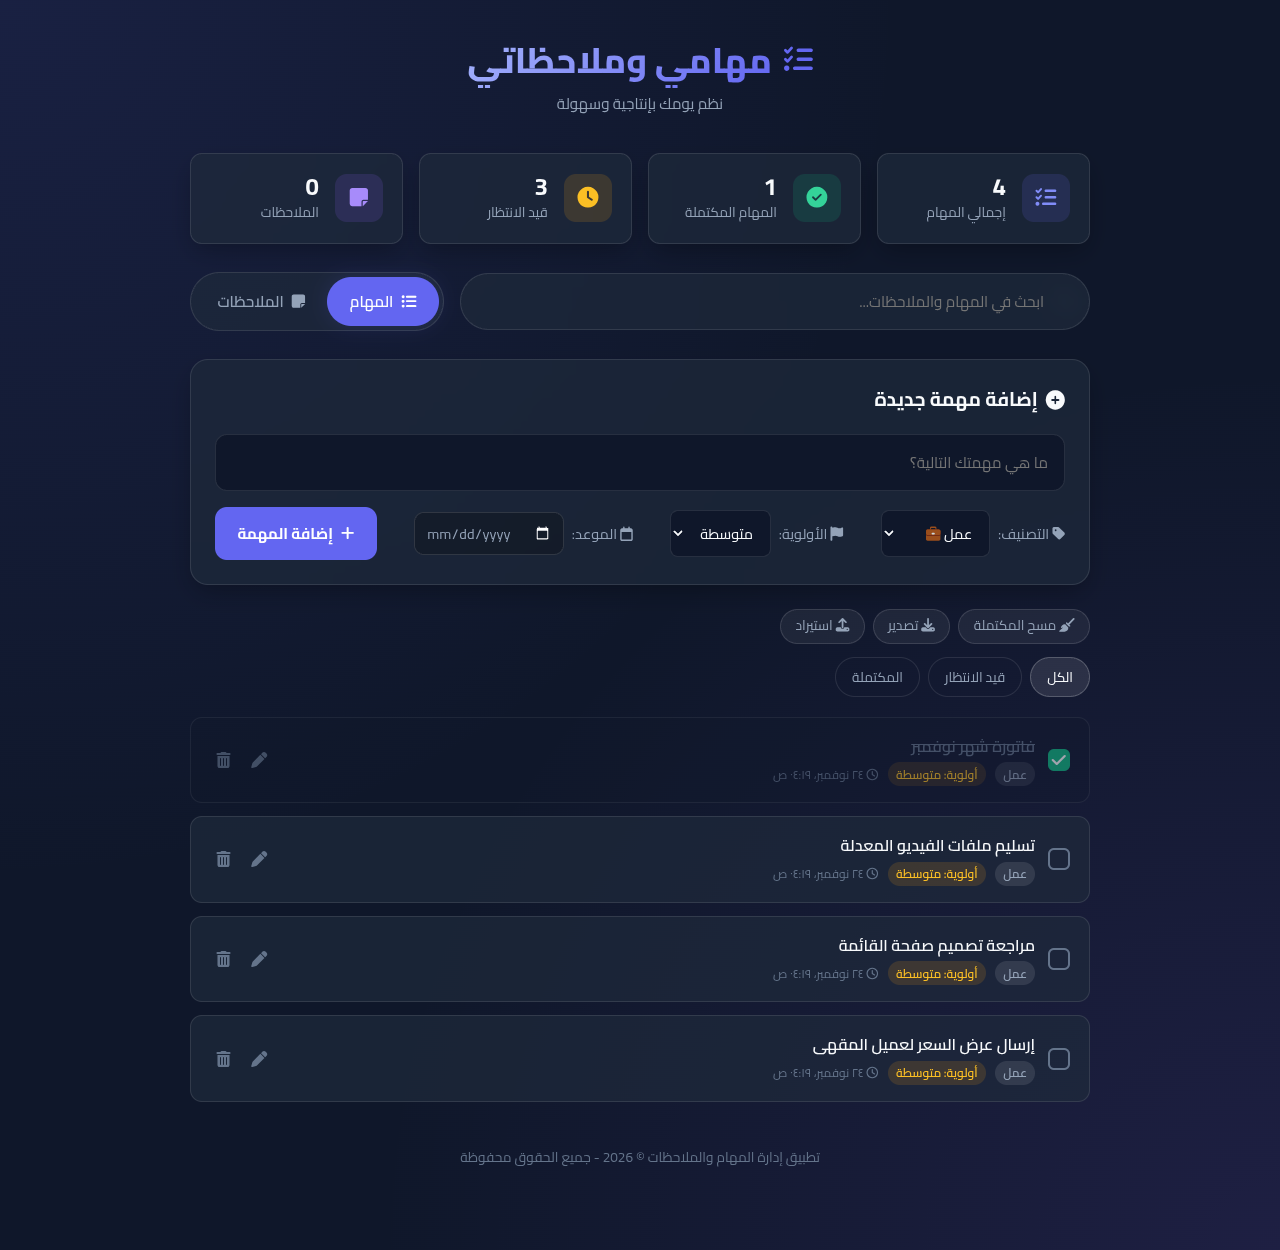 مهامي وملاحظاتي
نظم يومك بإنتاجية وسهولة
4
إجمالي المهام
1
المهام المكتملة
3
قيد الانتظار
0
الملاحظات
ابحث في المهام والملاحظات...
المهام
الملاحظات
إضافة مهمة جديدة
ما هي مهمتك التالية؟
التصنيف: عمل 💼 الأولوية: متوسطة الموعد: mm/dd/yyyy إضافة المهمة
مسح المكتملة تصدير استيراد
الكل قيد الانتظار المكتملة
فاتورة شهر نوفمبر
عمل أولوية: متوسطة ٢٤ نوفمبر، ٠٤:١٩ ص
تسليم ملفات الفيديو المعدلة
عمل أولوية: متوسطة ٢٤ نوفمبر، ٠٤:١٩ ص
مراجعة تصميم صفحة القائمة
عمل أولوية: متوسطة ٢٤ نوفمبر، ٠٤:١٩ ص
إرسال عرض السعر لعميل المقهى
عمل أولوية: متوسطة ٢٤ نوفمبر، ٠٤:١٩ ص
تطبيق إدارة المهام والملاحظات © 2026 - جميع الحقوق محفوظة